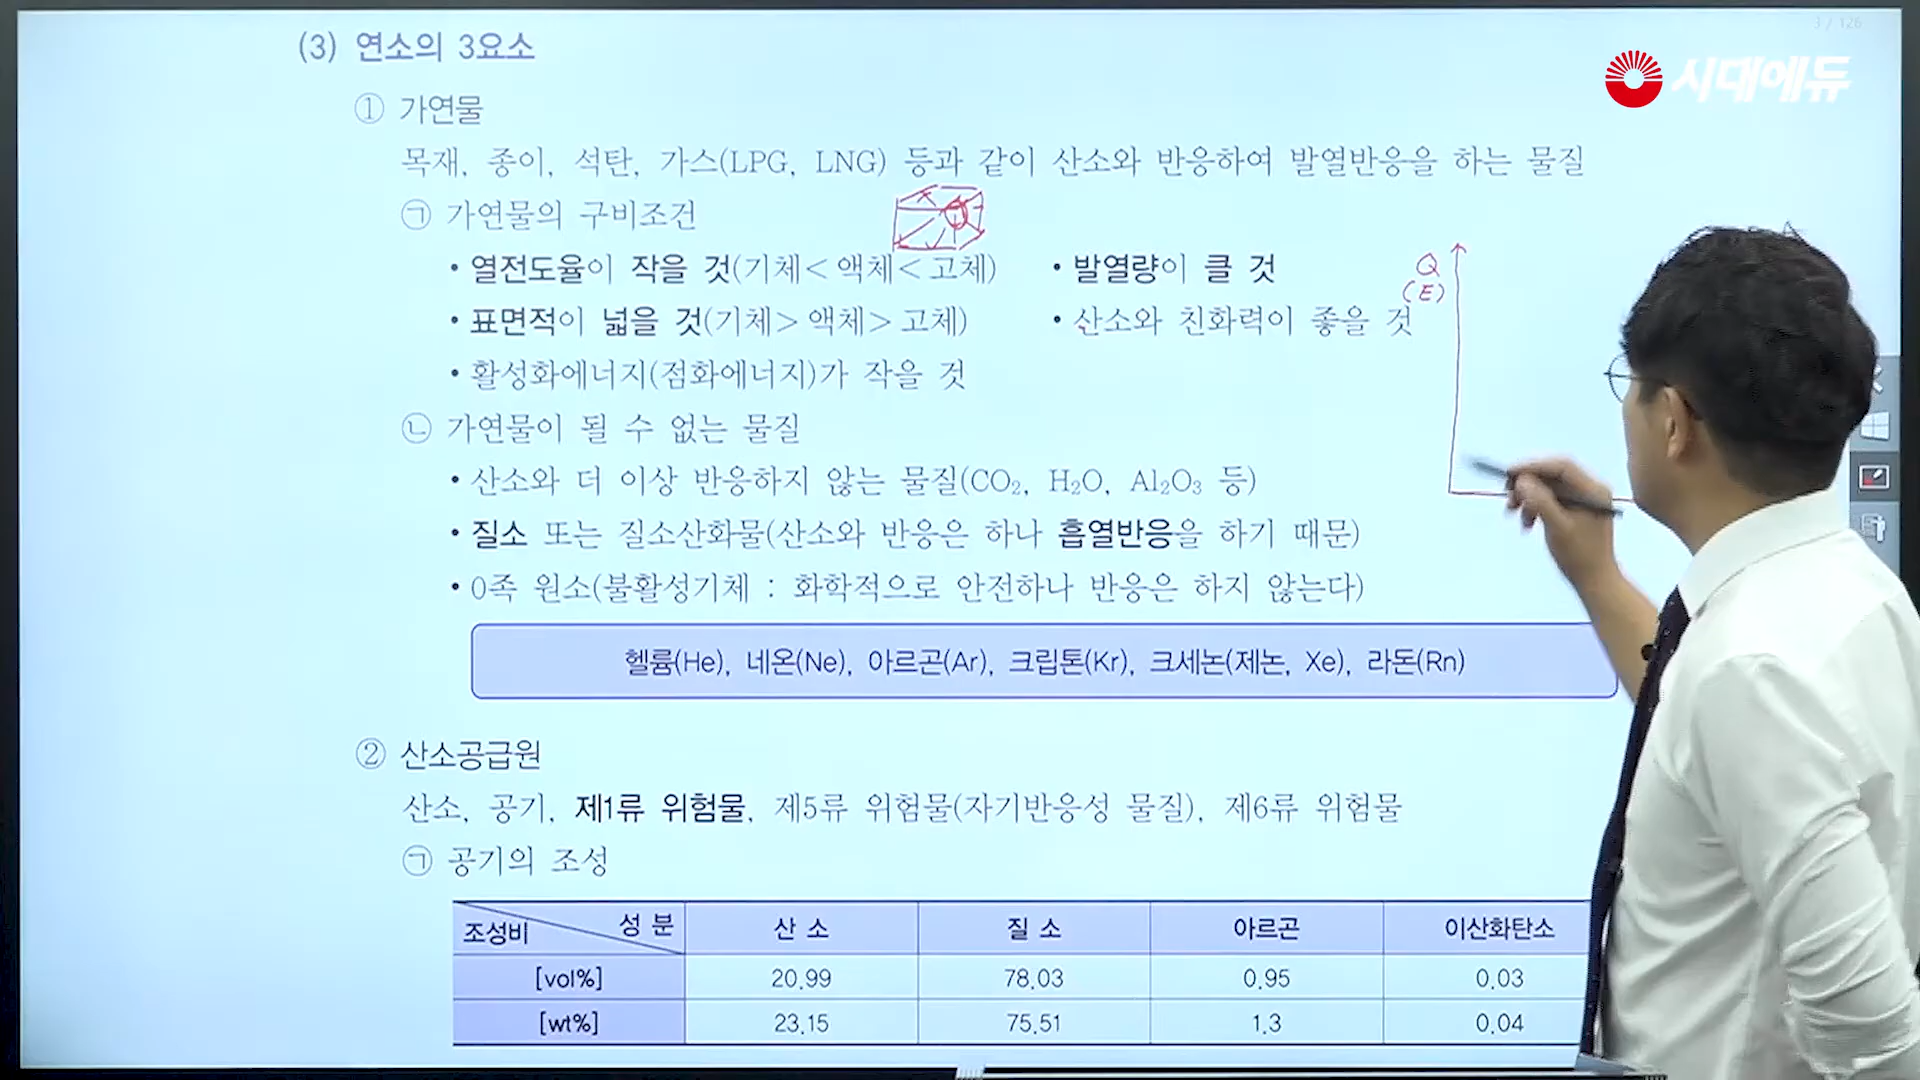 3 / 126
시대에듀
(3) 연소의 3요소
① 가연물
목재, 종이, 석탄, 가스(LPG, LNG) 등과 같이 산소와 반응하여 발열반응을 하는 물질
㉠ 가연물의 구비조건
• 열전도율이 작을 것(기체< 액체< 고체) • 발열량이 클 것
• 표면적이 넓을 것(기체> 액체> 고체) • 산소와 친화력이 좋을 것
• 활성화에너지(점화에너지)가 작을 것
Q
(E)
㉡ 가연물이 될 수 없는 물질
• 산소와 더 이상 반응하지 않는 물질(CO₂, H₂O, Al₂O₃ 등)
• 질소 또는 질소산화물(산소와 반응은 하나 흡열반응을 하기 때문)
• 0족 원소(불활성기체 : 화학적으로 안전하나 반응은 하지 않는다)
헬륨(He), 네온(Ne), 아르곤(Ar), 크립톤(Kr), 크세논(제논, Xe), 라돈(Rn)
② 산소공급원
산소, 공기, 제1류 위험물, 제5류 위험물(자기반응성 물질), 제6류 위험물
㉠ 공기의 조성
조성비 성 분 산 소 질 소 아르곤 이산화탄소
[vol%] 20.99 78.03 0.95 0.03
[wt%] 23.15 75.51 1.3 0.04